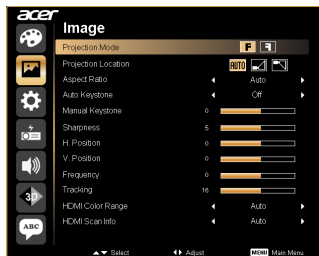 acer
Image
Projection Mode F F
Projection Location AUTO
Aspect Ratio Auto
Auto Keystone Off
Manual Keystone 0
Sharpness 5
H. Position 0
V. Position 0
Frequency 0
Tracking 16
HDMI Color Range Auto
HDMI Scan Info Auto
3D
ABC
Select Adjust MENU Main Menu